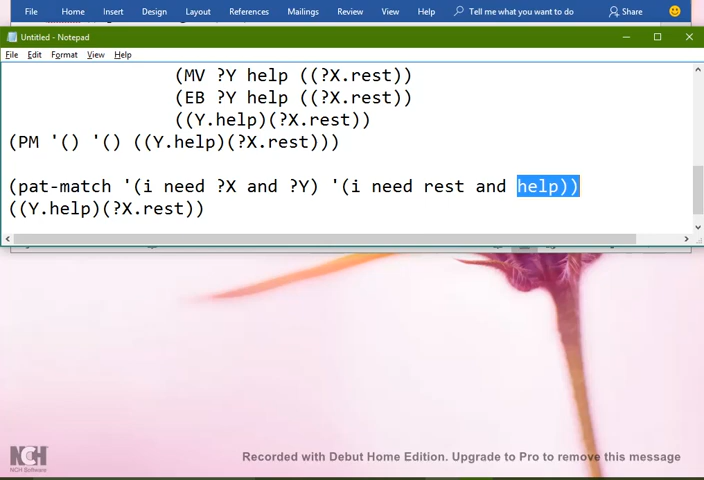 File Home Insert Design Layout References Mailings Review View Help Tell me what you want to do Share
Untitled - Notepad
File Edit Format View Help
(MV ?Y help ((?X.rest))
(EB ?Y help ((?X.rest))
((Y.help)(?X.rest))
(PM '() '() ((Y.help)(?X.rest)))
(pat-match '(i need ?X and ?Y) '(i need rest and help))
((Y.help)(?X.rest))
NCH
NCH Software
Recorded with Debut Home Edition. Upgrade to Pro to remove this message